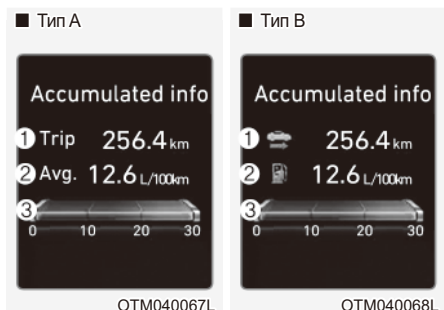 ■ Тип A
Accumulated info
1 Trip 256.4 km
2 Avg. 12.6 L/100km
3
0 10 20 30
OTM040067L
■ Тип B
Accumulated info
1 256.4 km
2 12.6 L/100km
3
0 10 20 30
OTM040068L